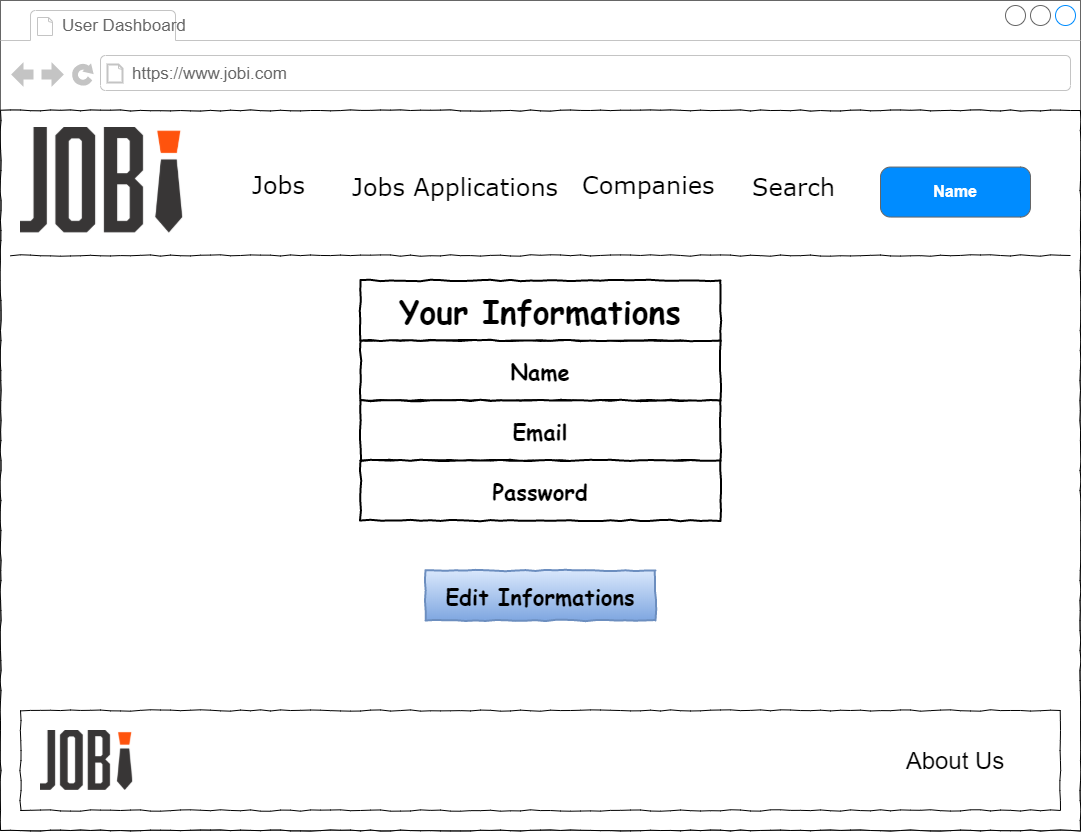 User Dashboard
https://www.jobi.com
JOBi
Jobs
Jobs Applications
Companies
Search
Name
Your Informations
Name
Email
Password
Edit Informations
JOBi
About Us